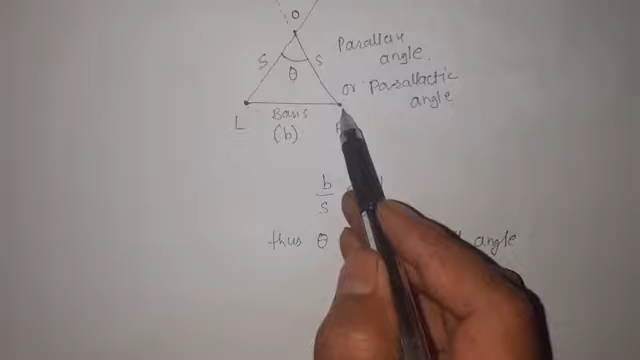 O
S S
θ
Parallax
angle.
or Parallactic
angle
L
Basis
(b)
b
S
thus θ
angle